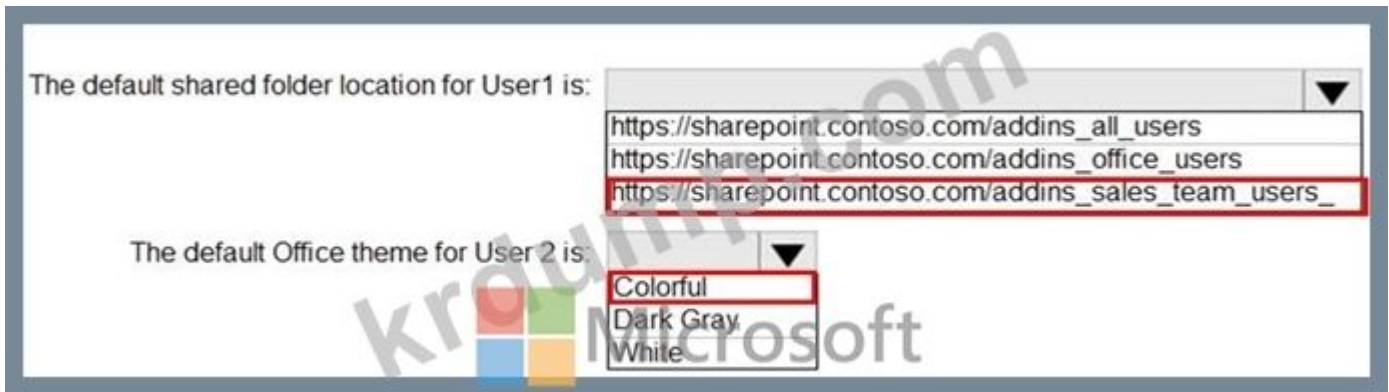 The default shared folder location for User1 is:
https://sharepoint.contoso.com/addins_all_users
https://sharepoint.contoso.com/addins_office_users
https://sharepoint.contoso.com/addins_sales_team_users_
The default Office theme for User 2 is:
Colorful
Dark Gray
White
krdump.com
Microsoft